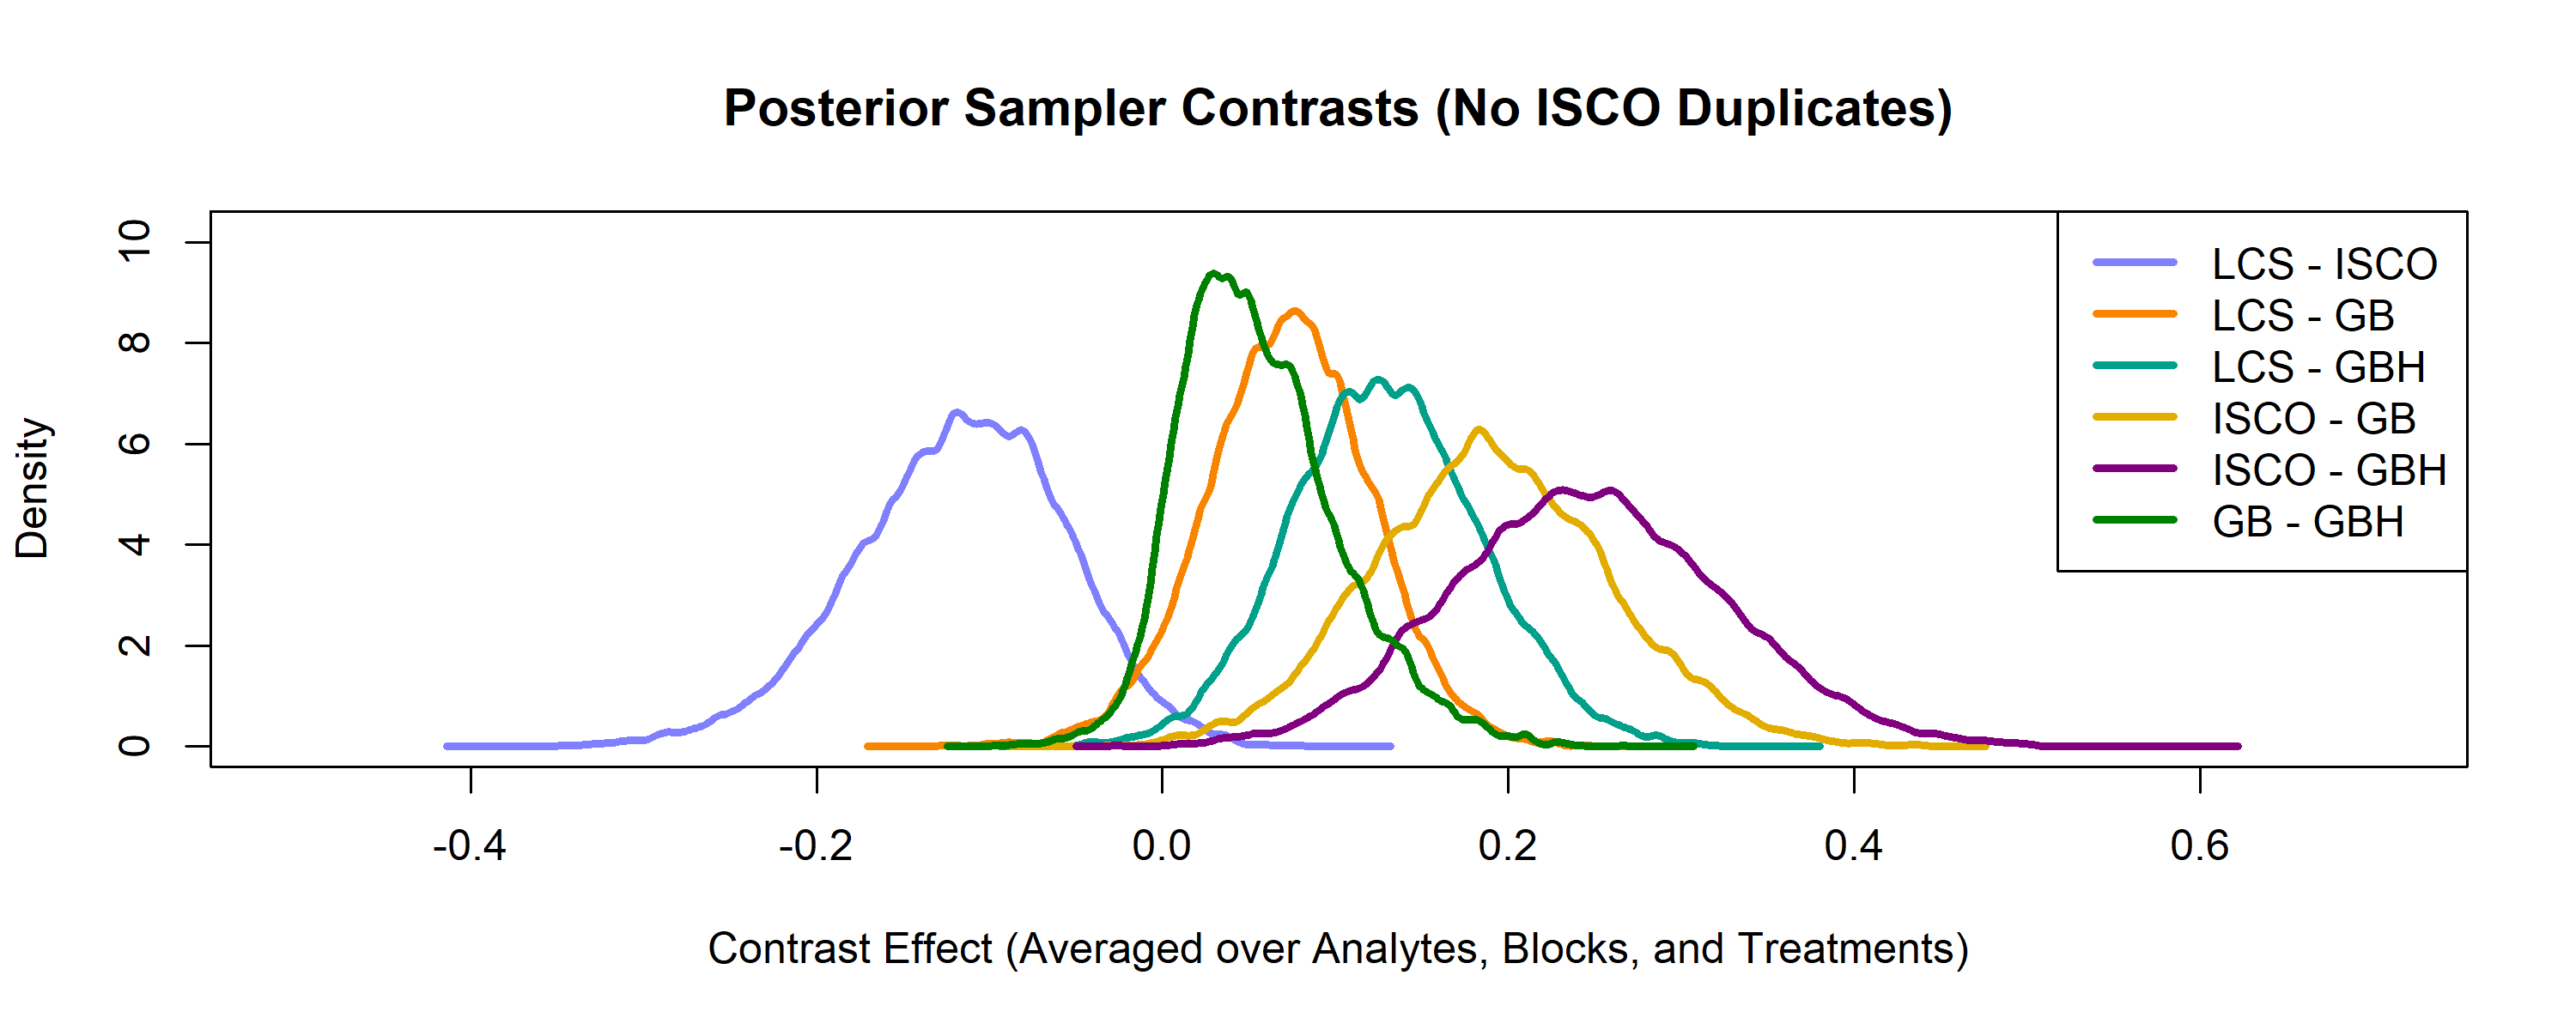 Posterior Sampler Contrasts (No ISCO Duplicates)
LCS - ISCO
LCS - GB
LCS - GBH
ISCO - GB
ISCO - GBH
GB - GBH
Density
10
8
6
4
2
0
-0.4
-0.2
0.0
0.2
0.4
0.6
Contrast Effect (Averaged over Analytes, Blocks, and Treatments)